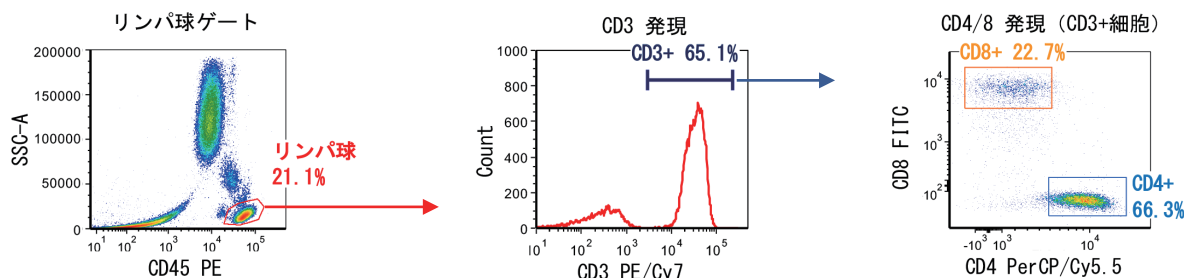 リンパ球ゲート
200000
150000
100000
50000
0
SSC-A
リンパ球
21.1%
10¹ 10² 10³ 10⁴ 10⁵
CD45 PE
CD3 発現
CD3+ 65.1%
1000
800
600
400
200
0
Count
10¹ 10² 10³ 10⁴ 10⁵
CD3 PE/Cy7
CD4/8 発現 (CD3+細胞)
CD8+ 22.7%
10⁴
10³
10²
CD8 FITC
CD4+
66.3%
-10³ 10³ 10⁴
CD4 PerCP/Cy5.5